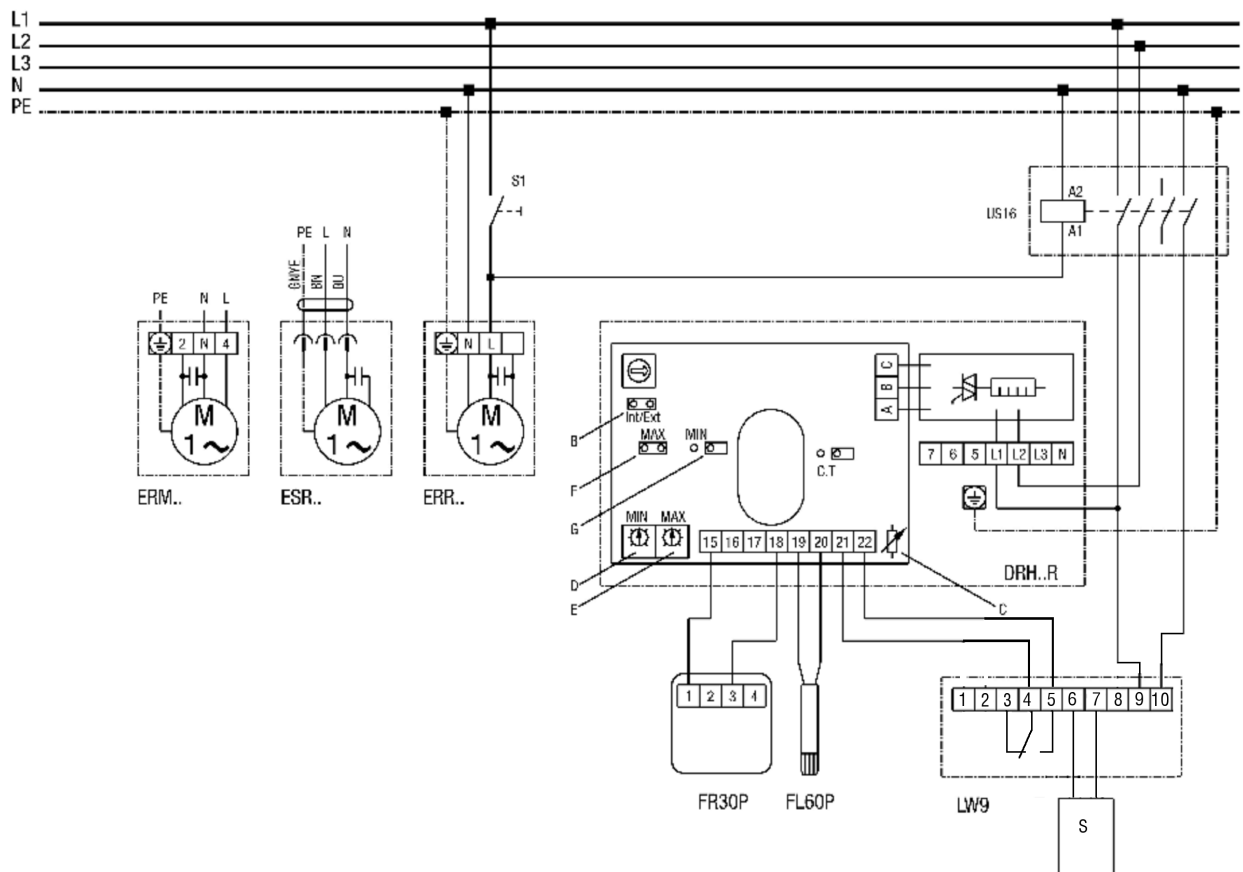 L1
L2
L3
N
PE
S1
US16
A2
A1
PE L N
GNYE
BN
BU
PE N L
2 N 4
M
1~
ERM..
M
1~
ESR..
N L
M
1~
ERR..
Int/Ext
B
MAX MIN
F
G
C.T
C
B
A
7 6 5 L1 L2 L3 N
MIN MAX
D
E
15 16 17 18 19 20 21 22
DRH..R
C
1 2 3 4
FR30P
FL60P
1 2 3 4 5 6 7 8 9 10
LW9
S